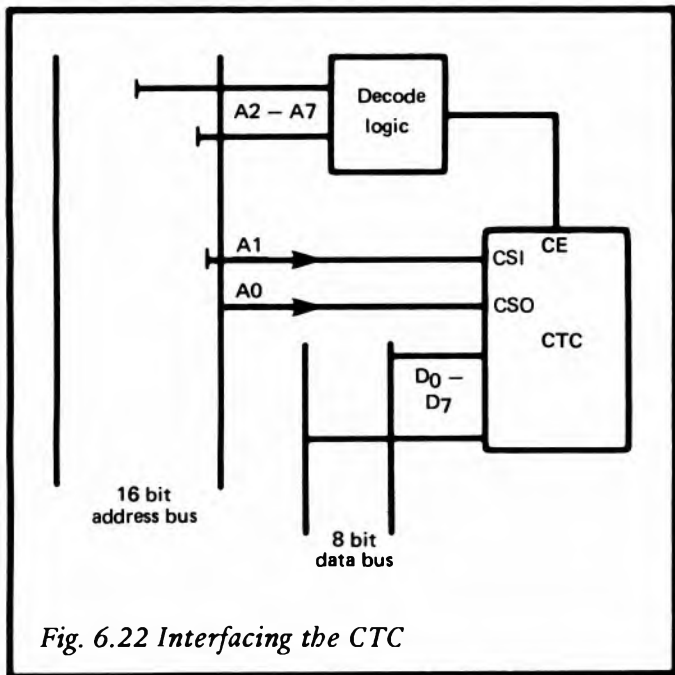 Decode
logic
A2 – A7
A1
CE
CSI
A0
CSO
CTC
D0 –
D7
16 bit
address bus
8 bit
data bus
Fig. 6.22 Interfacing the CTC